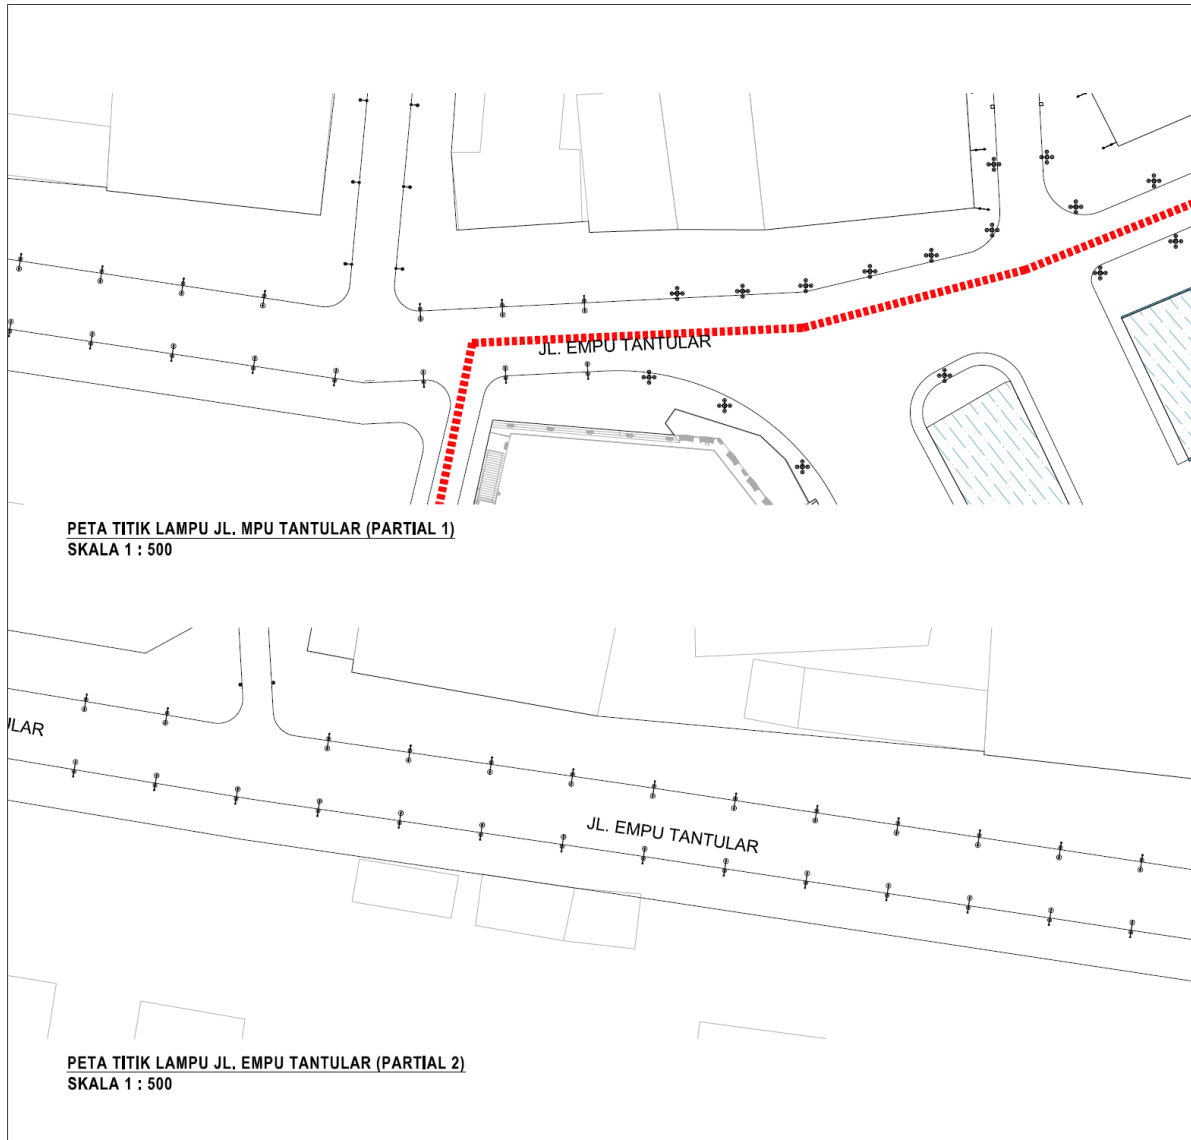 JL. EMPU TANTULAR
PETA TITIK LAMPU JL. MPU TANTULAR (PARTIAL 1)
SKALA 1 : 500
ULAR
JL. EMPU TANTULAR
PETA TITIK LAMPU JL. EMPU TANTULAR (PARTIAL 2)
SKALA 1 : 500